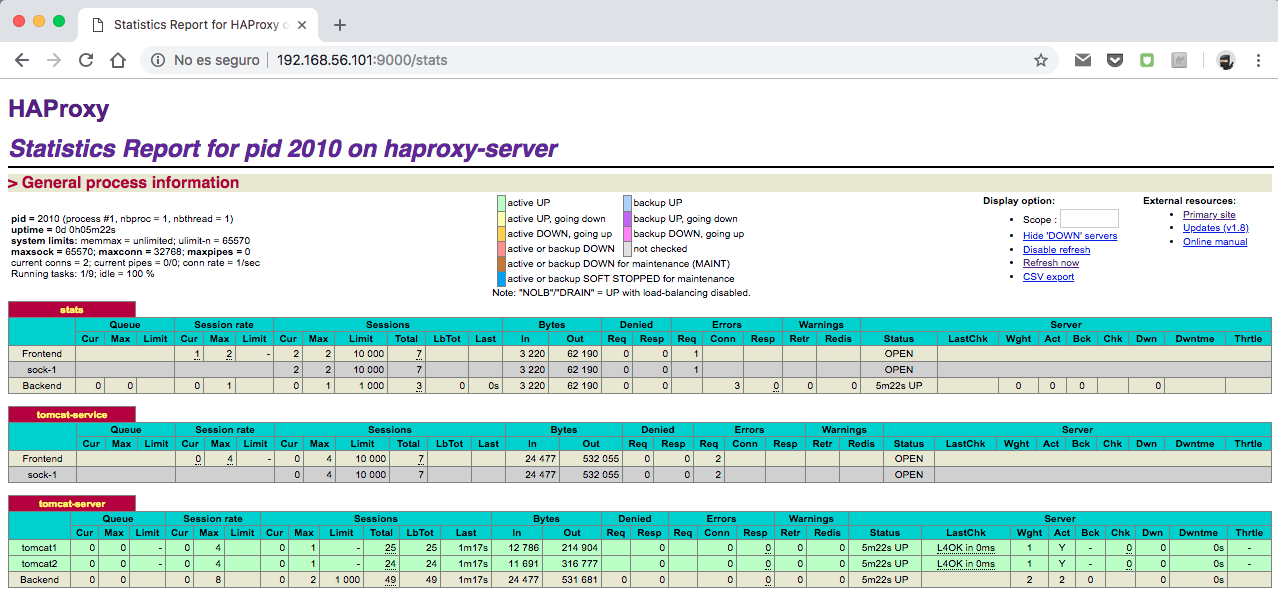 Statistics Report for HAProxy o
No es seguro 192.168.56.101:9000/stats
HAProxy
Statistics Report for pid 2010 on haproxy-server
> General process information
pid = 2010 (process #1, nbproc = 1, nbthread = 1)
uptime = 0d 0h05m22s
system limits: memmax = unlimited; ulimit-n = 65570
maxsock = 65570; maxconn = 32768; maxpipes = 0
current conns = 2; current pipes = 0/0; conn rate = 1/sec
Running tasks: 1/9; idle = 100 %
active UP backup UP
active UP, going down backup UP, going down
active DOWN, going up backup DOWN, going up
active or backup DOWN not checked
active or backup DOWN for maintenance (MAINT)
active or backup SOFT STOPPED for maintenance
Note: "NOLB"/"DRAIN" = UP with load-balancing disabled.
Display option:
Scope :
Hide 'DOWN' servers
Disable refresh
Refresh now
CSV export
External resources:
Primary site
Updates (v1.8)
Online manual
stats
Queue Session rate Sessions Bytes Denied Errors Warnings Server
Cur Max Limit Cur Max Limit Cur Max Limit Total LbTot Last In Out Req Resp Req Conn Resp Retr Redis Status LastChk Wght Act Bck Chk Dwn Dwntme Thrtle
Frontend 1 2 - 2 2 10 000 7 3 220 62 190 0 0 1 OPEN
sock-1 2 2 10 000 7 3 220 62 190 0 0 1 OPEN
Backend 0 0 0 1 0 1 1 000 3 0 0s 3 220 62 190 0 0 3 0 0 0 5m22s UP 0 0 0 0
tomcat-service
Queue Session rate Sessions Bytes Denied Errors Warnings Server
Cur Max Limit Cur Max Limit Cur Max Limit Total LbTot Last In Out Req Resp Req Conn Resp Retr Redis Status LastChk Wght Act Bck Chk Dwn Dwntme Thrtle
Frontend 0 4 - 0 4 10 000 7 24 477 532 055 0 0 2 OPEN
sock-1 0 4 10 000 7 24 477 532 055 0 0 2 OPEN
tomcat-server
Queue Session rate Sessions Bytes Denied Errors Warnings Server
Cur Max Limit Cur Max Limit Cur Max Limit Total LbTot Last In Out Req Resp Req Conn Resp Retr Redis Status LastChk Wght Act Bck Chk Dwn Dwntme Thrtle
tomcat1 0 0 - 0 4 0 1 - 25 25 1m17s 12 786 214 904 0 0 0 0 0 5m22s UP L4OK in 0ms 1 Y - 0 0 0s -
tomcat2 0 0 - 0 4 0 1 - 24 24 1m17s 11 691 316 777 0 0 0 0 0 5m22s UP L4OK in 0ms 1 Y - 0 0 0s -
Backend 0 0 0 8 0 2 1 000 49 49 1m17s 24 477 531 681 0 0 0 0 0 0 5m22s UP 2 2 0 0 0s